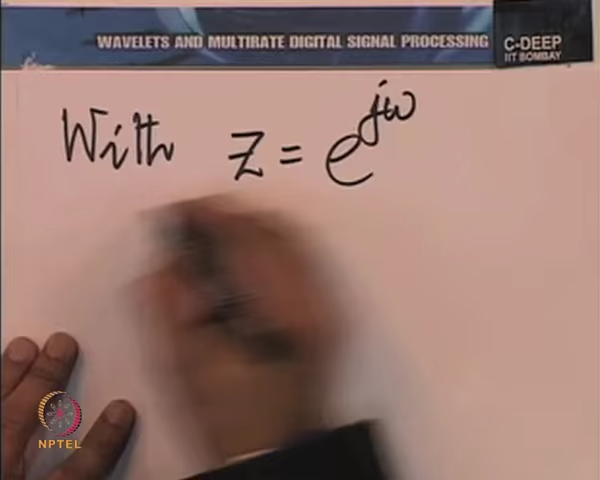 WAVELETS AND MULTIRATE DIGITAL SIGNAL PROCESSING
C-DEEP
IIT BOMBAY
With z = e^{jω}
NPTEL